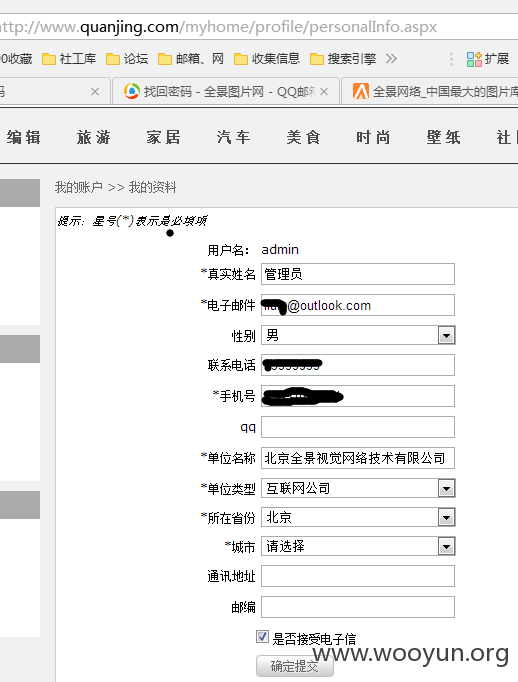 http://www.quanjing.com/myhome/profile/personalInfo.aspx
收藏 社工库 论坛 邮箱、网 收集信息 搜索引擎 扩展
码 找回密码 - 全景图片网 - QQ邮箱 全景网络_中国最大的图片库
编辑 旅游 家居 汽车 美食 时尚 壁纸 社
我的账户 >> 我的资料
提示：星号(*)表示是必填项
用户名： admin
*真实姓名 管理员
*电子邮件 @outlook.com
性别 男
联系电话
*手机号
qq
*单位名称 北京全景视觉网络技术有限公司
*单位类型 互联网公司
*所在省份 北京
*城市 请选择
通讯地址
邮编
是否接受电子信
确定提交
www.wooyun.org